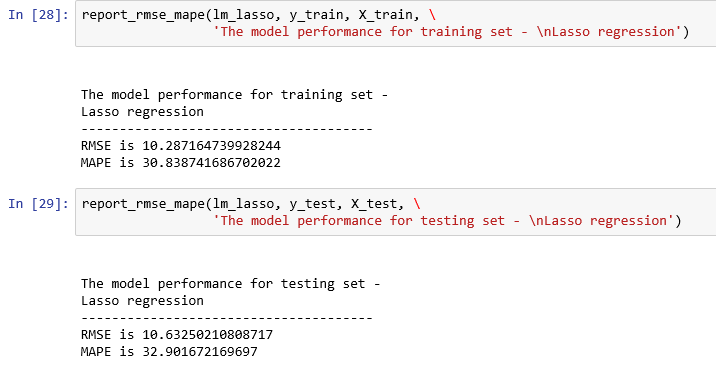 In [28]: report_rmse_mape(lm_lasso, y_train, X_train, \
'The model performance for training set - \nLasso regression')
The model performance for training set -
Lasso regression
--------------------------------------
RMSE is 10.287164739928244
MAPE is 30.838741686702022
In [29]: report_rmse_mape(lm_lasso, y_test, X_test, \
'The model performance for testing set - \nLasso regression')
The model performance for testing set -
Lasso regression
--------------------------------------
RMSE is 10.63250210808717
MAPE is 32.901672169697